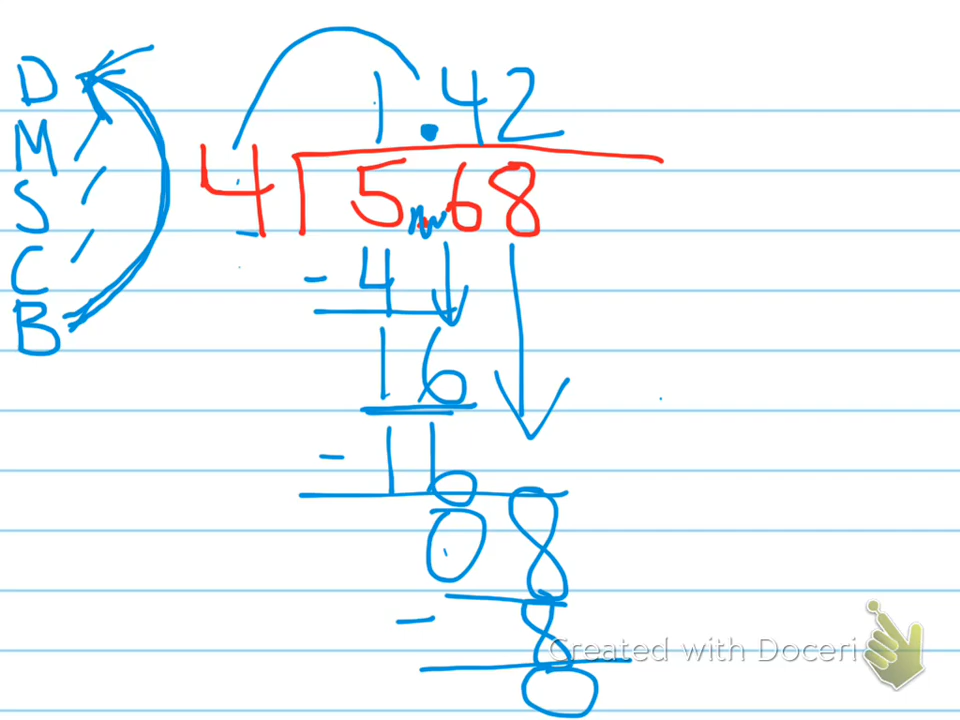 D
M
S
C
B
1.42
4 5.68
- 4
16
- 16
08
- 8
0
Created with Doceri